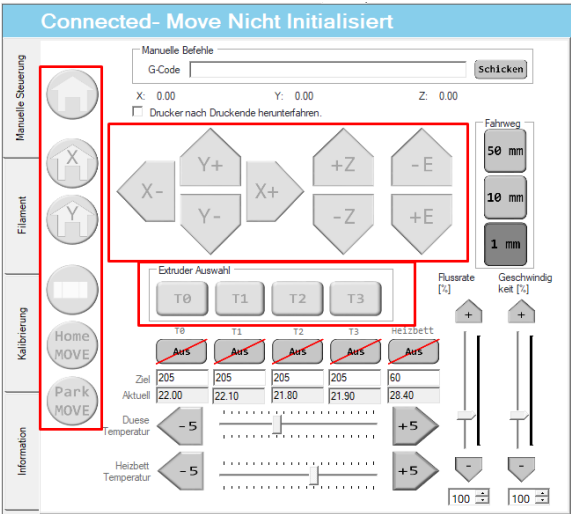 Connected- Move Nicht Initialisiert
Manuelle Steuerung
Filament
Kalibrierung
Information
Manuelle Befehle
G-Code
Schicken
X: 0.00 Y: 0.00 Z: 0.00
Drucker nach Druckende herunterfahren.
X
Y
Home
MOVE
Park
MOVE
X-
Y+
Y-
X+
+Z
-Z
-E
+E
Fahrweg
50 mm
10 mm
1 mm
Extruder Auswahl
T0 T1 T2 T3
T0 T1 T2 T3 Heizbett
Aus Aus Aus Aus Aus
Ziel 205 205 205 205 60
Aktuell 22.00 22.10 21.80 21.90 28.40
Duese
Temperatur
-5 +5
Heizbett
Temperatur
-5 +5
Flussrate
[%]
Geschwindig
keit [%]
+ +
- -
100 100